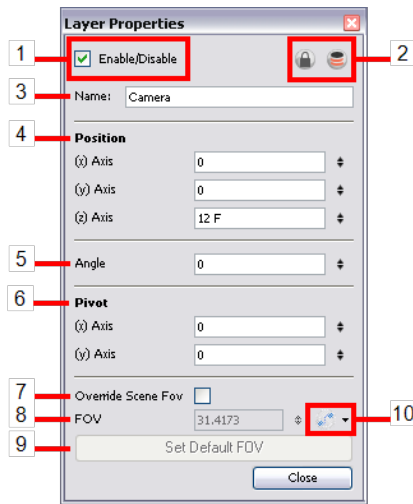 Layer Properties
1
Enable/Disable
2
3
Name: Camera
4
Position
(x) Axis 0
(y) Axis 0
(z) Axis 12 F
5
Angle 0
6
Pivot
(x) Axis 0
(y) Axis 0
7
Override Scene Fov
8
FOV 31.4173
10
9
Set Default FOV
Close